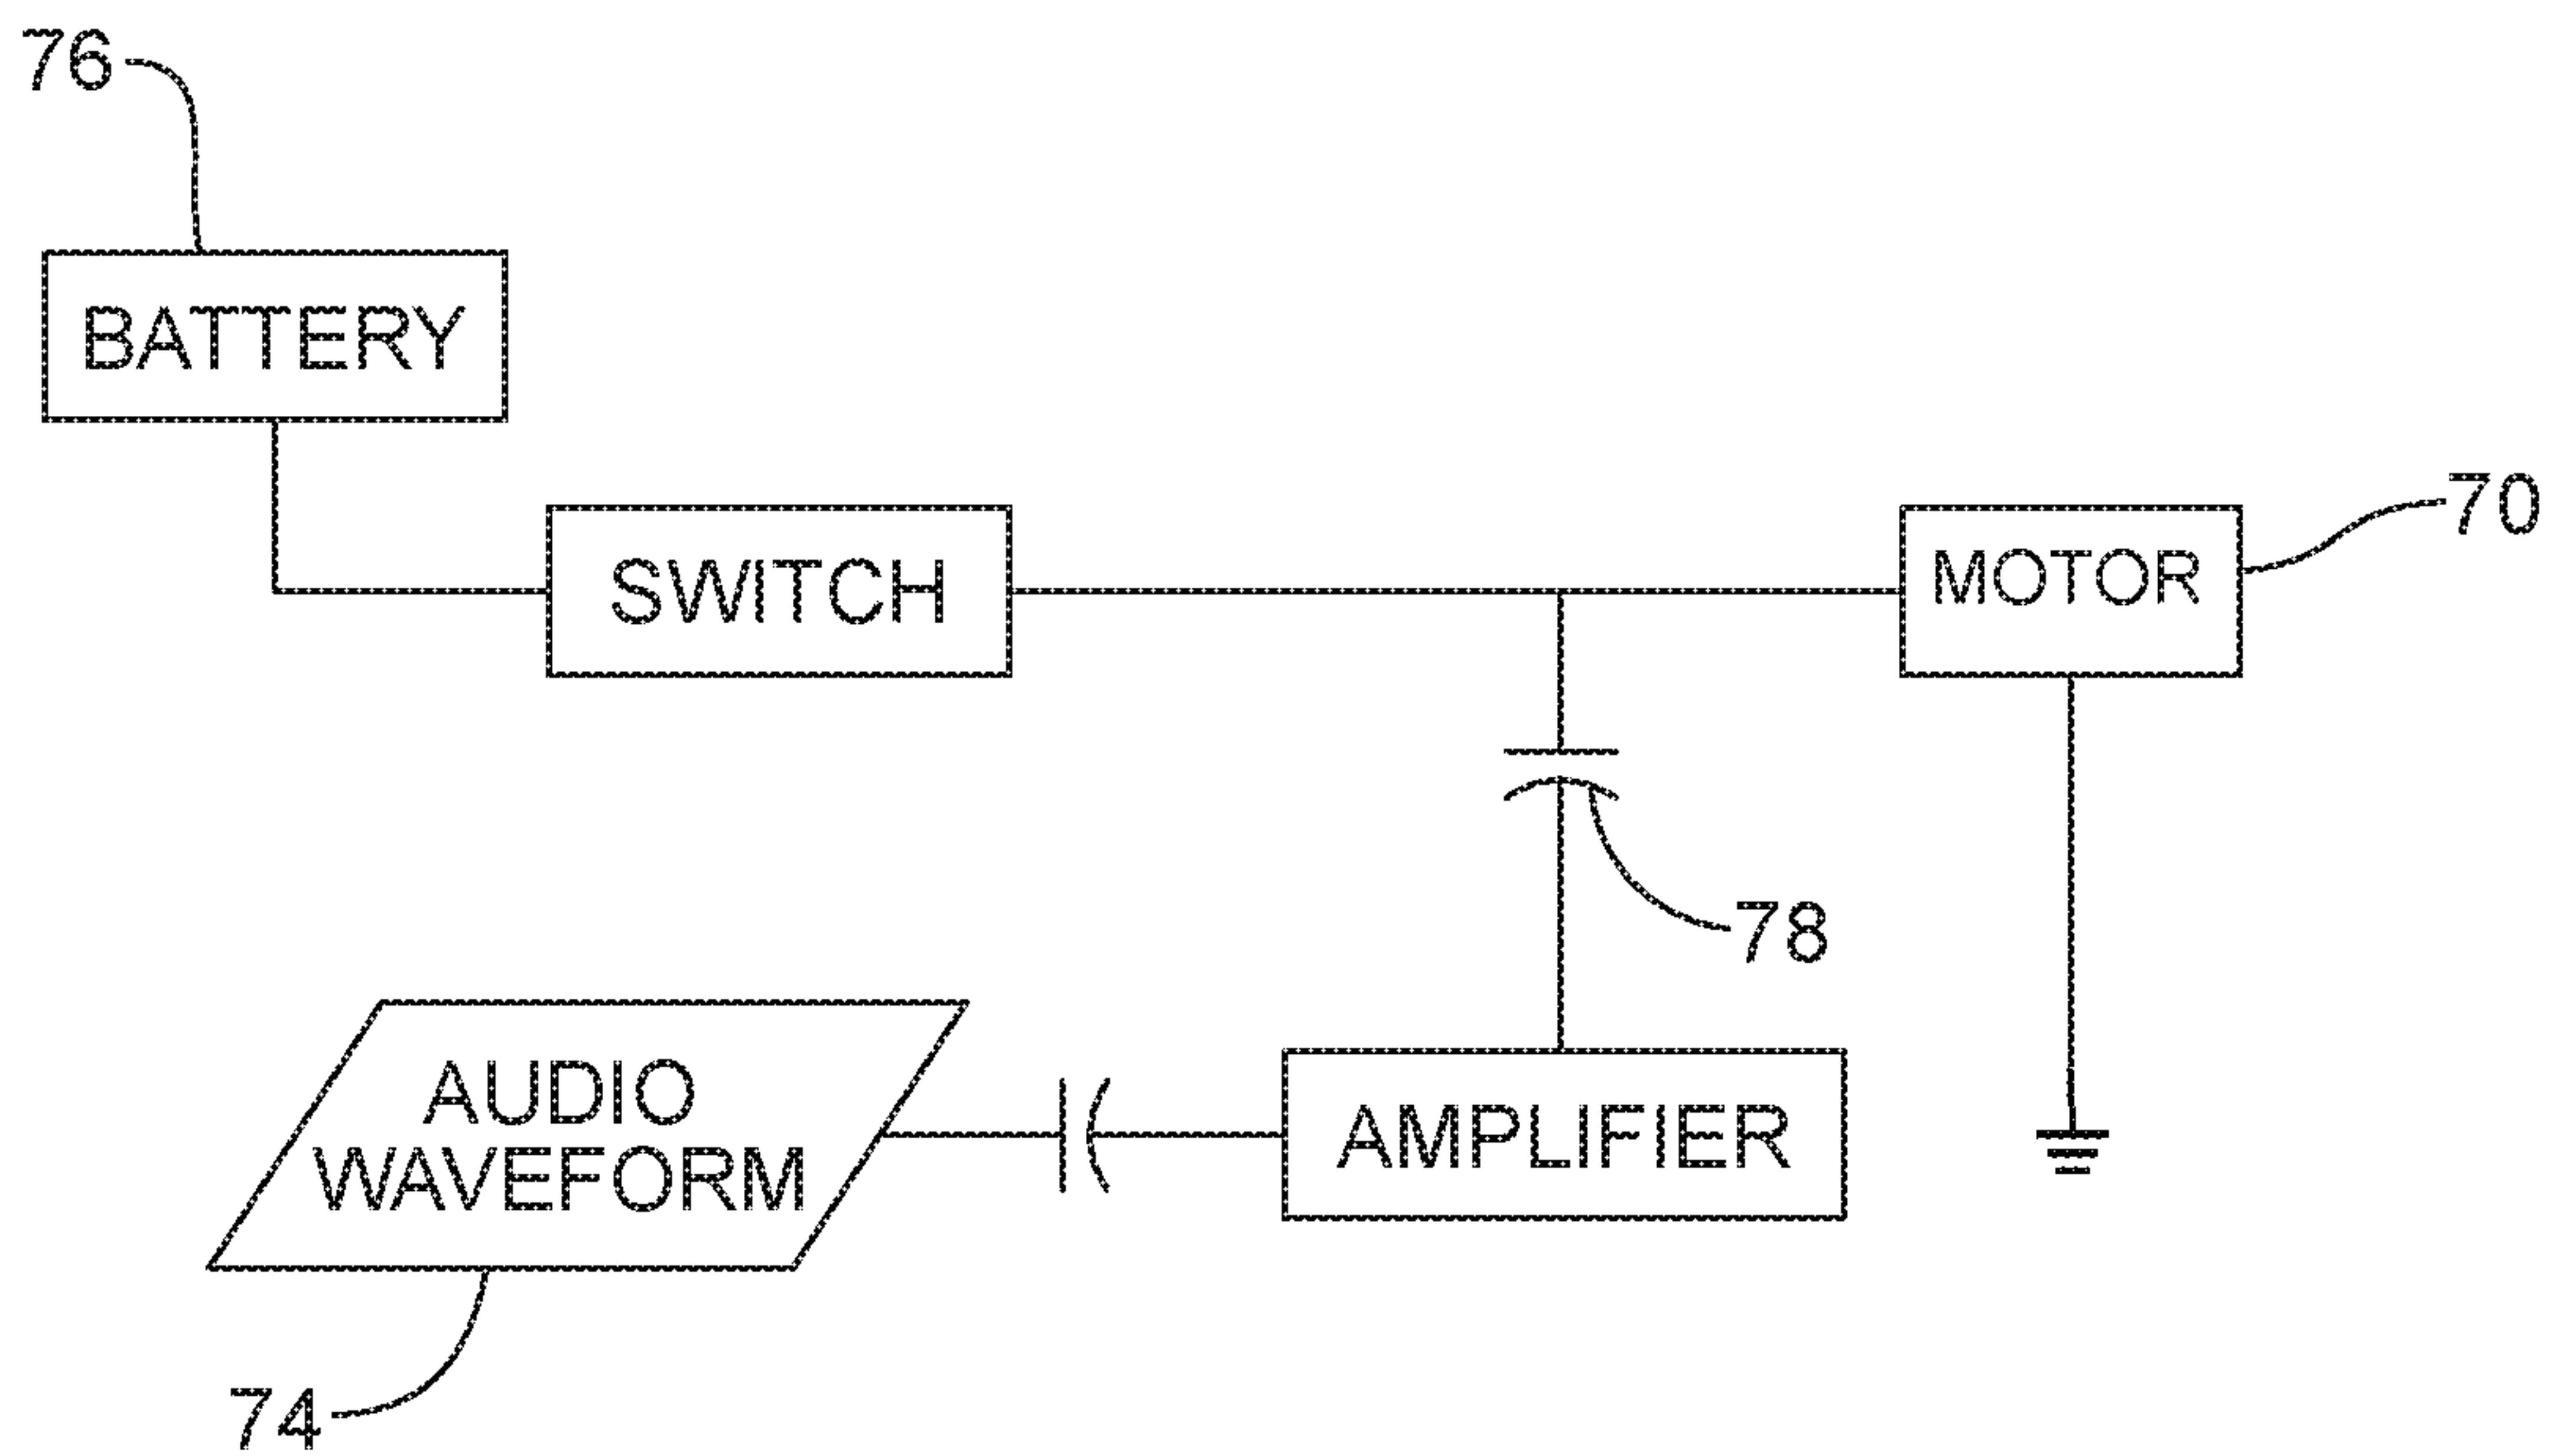 76
BATTERY
SWITCH
MOTOR
70
78
AUDIO
WAVEFORM
AMPLIFIER
74